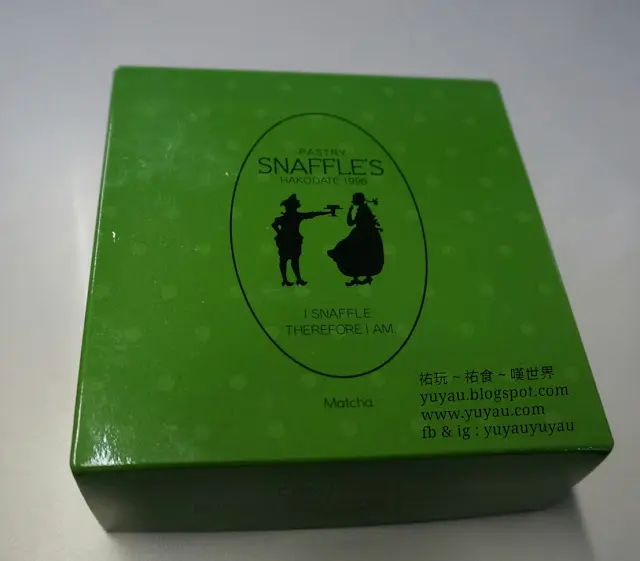 PASTRY
SNAFFLE'S
HAKODATE 1998
I SNAFFLE
THEREFORE I AM.
Matcha
祐玩 ~ 祐食 ~ 嘆世界
yuyau.blogspot.com
www.yuyau.com
fb & ig : yuyauyuyau